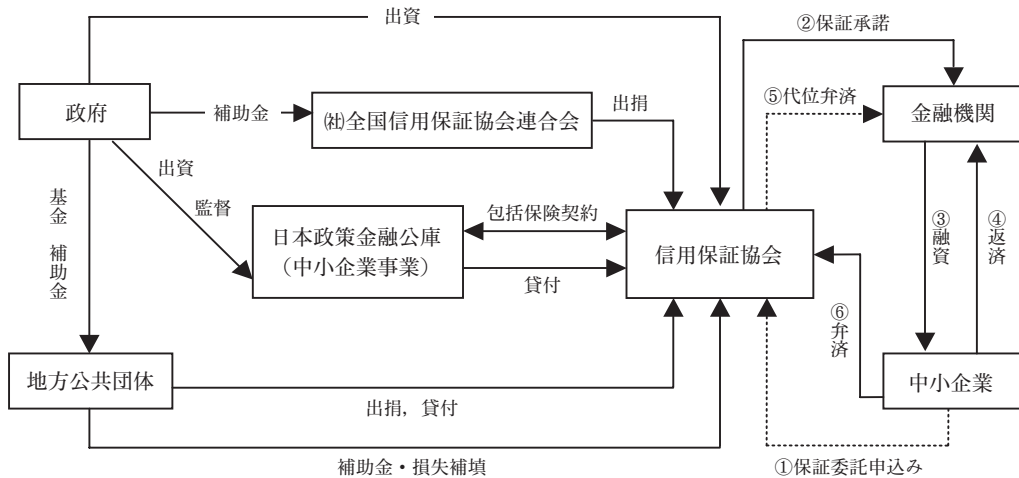 出資
②保証承諾
政府
補助金
㈳全国信用保証協会連合会
出捐
⑤代位弁済
金融機関
出資
監督
基金 補助金
日本政策金融公庫
（中小企業事業）
包括保険契約
貸付
信用保証協会
③融資
④返済
⑥弁済
地方公共団体
中小企業
出捐，貸付
補助金・損失補填
①保証委託申込み